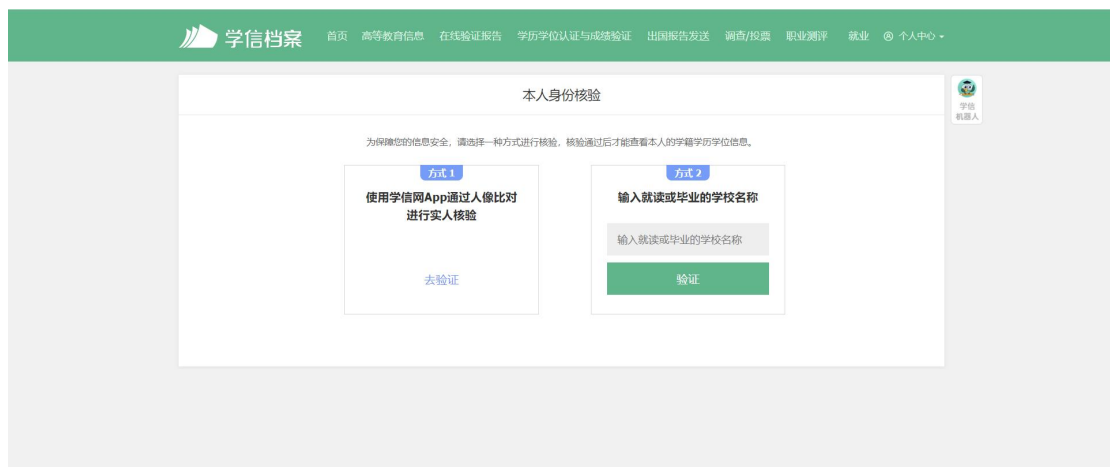 学信档案 首页 高等教育信息 在线验证报告 学历学位认证与成绩验证 出国报告发送 调查/投票 职业测评 就业 个人中心
本人身份核验
学信
机器人
为保障您的信息安全，请选择一种方式进行核验，核验通过后才能查看本人的学籍学历学位信息。
方式 1
使用学信网App通过人像比对
进行实人核验
去验证
方式 2
输入就读或毕业的学校名称
输入就读或毕业的学校名称
验证